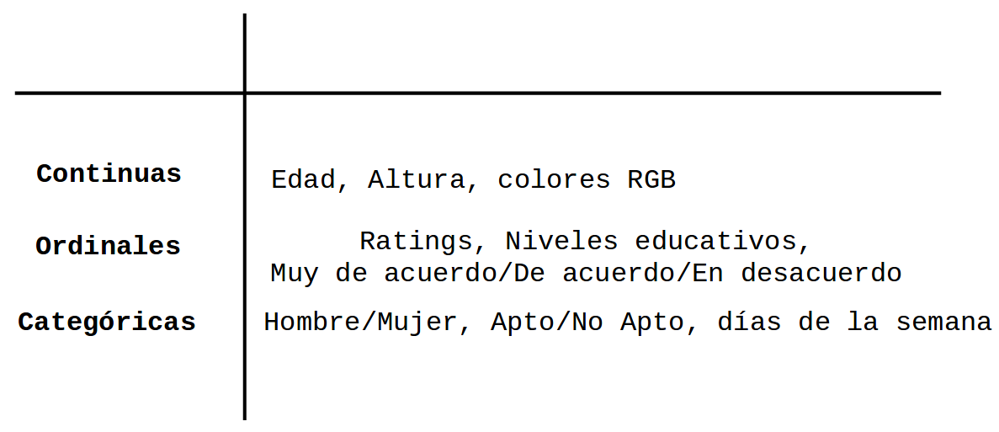 Continuas
Edad, Altura, colores RGB
Ordinales
Ratings, Niveles educativos,
Muy de acuerdo/De acuerdo/En desacuerdo
Categóricas
Hombre/Mujer, Apto/No Apto, días de la semana